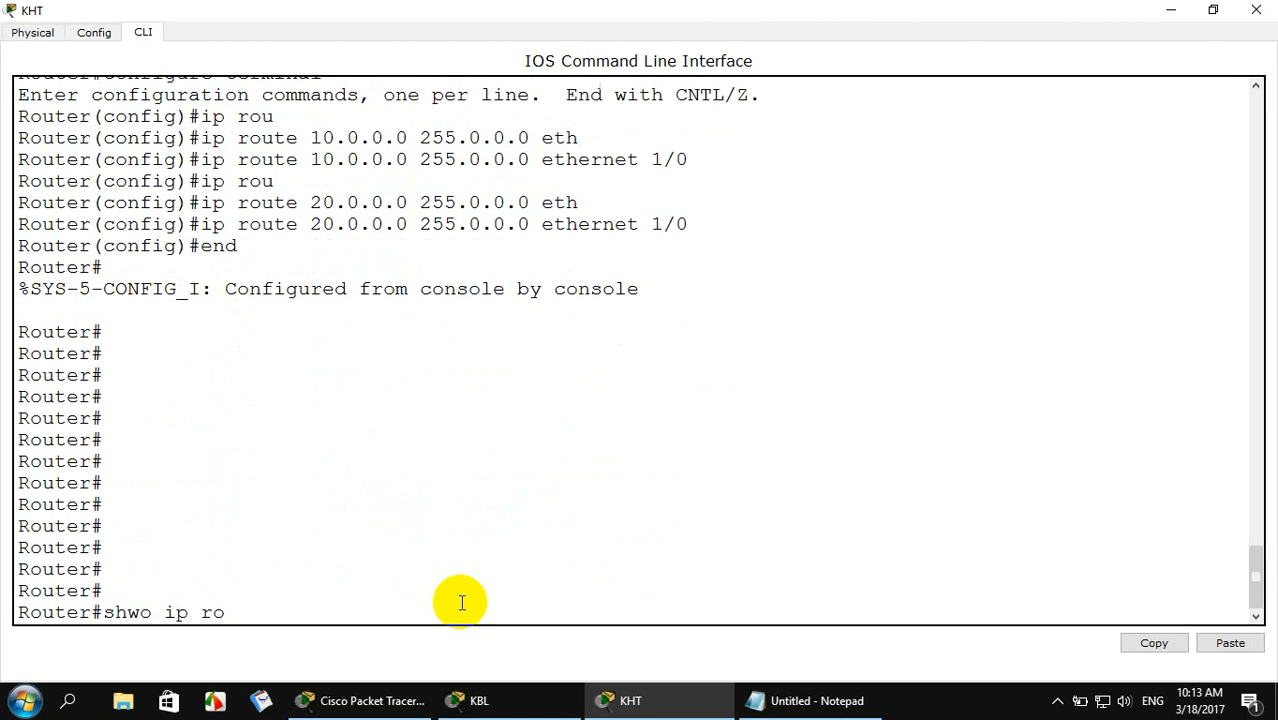 KHT
Physical Config CLI
IOS Command Line Interface
Router#configure terminal
Enter configuration commands, one per line. End with CNTL/Z.
Router(config)#ip rou
Router(config)#ip route 10.0.0.0 255.0.0.0 eth
Router(config)#ip route 10.0.0.0 255.0.0.0 ethernet 1/0
Router(config)#ip rou
Router(config)#ip route 20.0.0.0 255.0.0.0 eth
Router(config)#ip route 20.0.0.0 255.0.0.0 ethernet 1/0
Router(config)#end
Router#
%SYS-5-CONFIG_I: Configured from console by console
Router#
Router#
Router#
Router#
Router#
Router#
Router#
Router#
Router#
Router#
Router#
Router#
Router#
Router#shwo ip ro
Copy Paste
Cisco Packet Tracer... KBL KHT Untitled - Notepad ENG 10:13 AM
3/18/2017 1